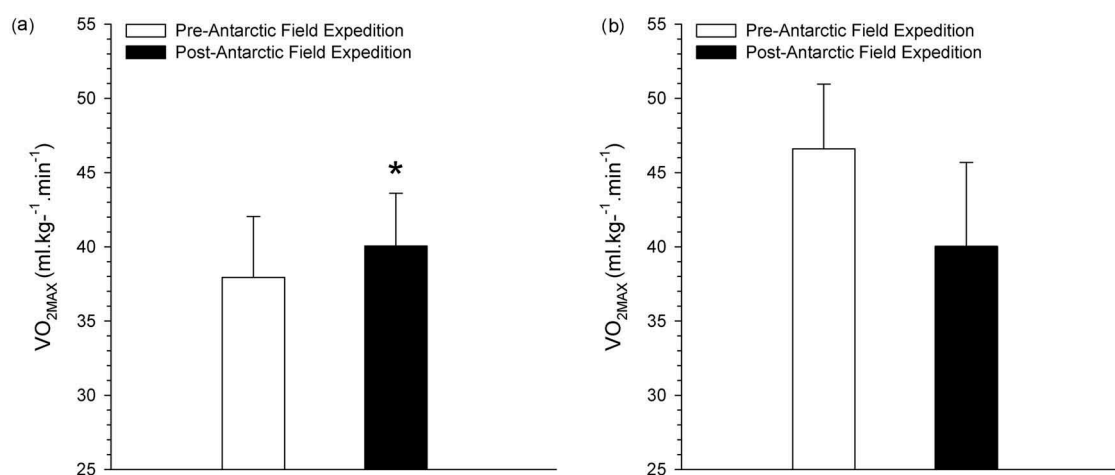 (a)
Pre-Antarctic Field Expedition
Post-Antarctic Field Expedition
55
50
45
40
35
30
25
VO2MAX (ml.kg-⁻¹.min⁻¹)
*
(b)
Pre-Antarctic Field Expedition
Post-Antarctic Field Expedition
55
50
45
40
35
30
25
VO2MAX (ml.kg-⁻¹.min⁻¹)